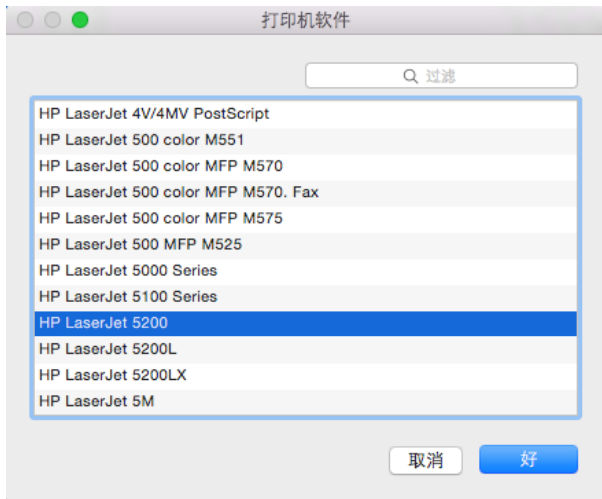 打印机软件
过滤
HP LaserJet 4V/4MV PostScript
HP LaserJet 500 color M551
HP LaserJet 500 color MFP M570
HP LaserJet 500 color MFP M570. Fax
HP LaserJet 500 color MFP M575
HP LaserJet 500 MFP M525
HP LaserJet 5000 Series
HP LaserJet 5100 Series
HP LaserJet 5200
HP LaserJet 5200L
HP LaserJet 5200LX
HP LaserJet 5M
取消 好